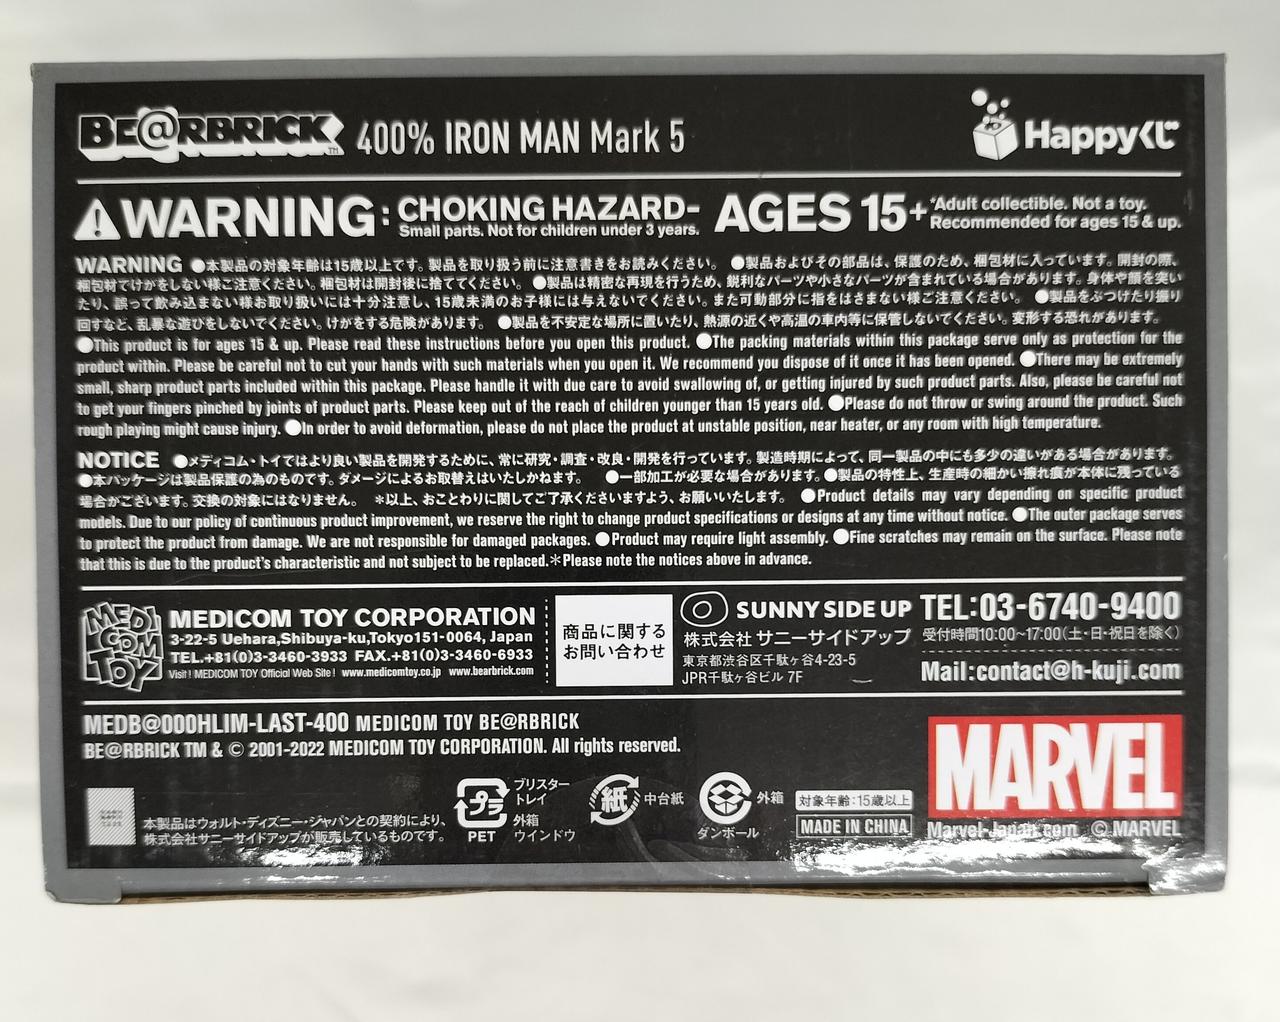 BE@RBRICK TM 400% IRON MAN Mark 5
Happyくじ
WARNING: CHOKING HAZARD-
Small parts. Not for children under 3 years.
AGES 15+
*Adult collectible. Not a toy.
Recommended for ages 15 & up.
WARNING ●本製品の対象年齢は15歳以上です。製品を取り扱う前に注意書きをお読みください。 ●製品およびその部品は、保護のため、梱包材に入っています。開封の際、
梱包材でけがをしない様ご注意ください。梱包材は開封後に捨ててください。 ●製品は精密な再現を行うため、鋭利なパーツや小さなパーツが含まれている場合があります。身体や顔を突い
たり、誤って飲み込まない様お取り扱いには十分注意し、15歳未満のお子様には与えないでください。また可動部分に指をはさまない様ご注意ください。 ●製品をぶつけたり振り
回すなど、乱暴な遊びをしないでください。けがをする危険があります。 ●製品を不安定な場所に置いたり、熱源の近くや高温の車内等に保管しないでください。変形する恐れがあります。
●This product is for ages 15 & up. Please read these instructions before you open this product. ●The packing materials within this package serve only as protection for the
product within. Please be careful not to cut your hands with such materials when you open it. We recommend you dispose of it once it has been opened. ●There may be extremely
small, sharp product parts included within this package. Please handle it with due care to avoid swallowing of, or getting injured by such product parts. Also, please be careful not
to get your fingers pinched by joints of product parts. Please keep out of the reach of children younger than 15 years old. ●Please do not throw or swing around the product. Such
rough playing might cause injury. ●In order to avoid deformation, please do not place the product at unstable position, near heater, or any room with high temperature.
NOTICE ●メディコム・トイではより良い製品を開発するために、常に研究・調査・改良・開発を行っています。製造時期によって、同一製品の中にも多少の違いがある場合があります。
●本パッケージは製品保護の為のものです。ダメージによるお取替えはいたしかねます。 ●一部加工が必要な場合があります。●製品の特性上、生産時の細かい擦れ痕が本体に残っている
場合がございます。交換の対象にはなりません。 *以上、おことわりに関してご了承くださいますよう、お願いいたします。 ●Product details may vary depending on specific product
models. Due to our policy of continuous product improvement, we reserve the right to change product specifications or designs at any time without notice. ●The outer package serves
to protect the product from damage. We are not responsible for damaged packages. ●Product may require light assembly. ●Fine scratches may remain on the surface. Please note
that this is due to the product's characteristic and not subject to be replaced.*Please note the notices above in advance.
MEDI
COM
TOY
MEDICOM TOY CORPORATION
3-22-5 Uehara,Shibuya-ku,Tokyo151-0064, Japan
TEL.+81(0)3-3460-3933 FAX.+81(0)3-3460-6933
Visit ! MEDICOM TOY Official Web Site ! www.medicomtoy.co.jp www.bearbrick.com
商品に関する
お問い合わせ
SUNNY SIDE UP
株式会社 サニーサイドアップ
東京都渋谷区千駄ヶ谷4-23-5
JPR千駄ヶ谷ビル 7F
TEL:03-6740-9400
受付時間10:00~17:00(土・日・祝日を除く)
Mail:contact@h-kuji.com
MEDB@000HLIM-LAST-400 MEDICOM TOY BE@RBRICK
BE@RBRICK TM & © 2001-2022 MEDICOM TOY CORPORATION. All rights reserved.
本製品はウォルト・ディズニー・ジャパンとの契約により、
株式会社サニーサイドアップが販売しているものです。
プラ
PET
ブリスター
トレイ
外箱
ウインドウ
紙
中台紙
ダンボール
外箱
対象年齢:15歳以上
MADE IN CHINA
MARVEL
Marvel-Japan.com © MARVEL